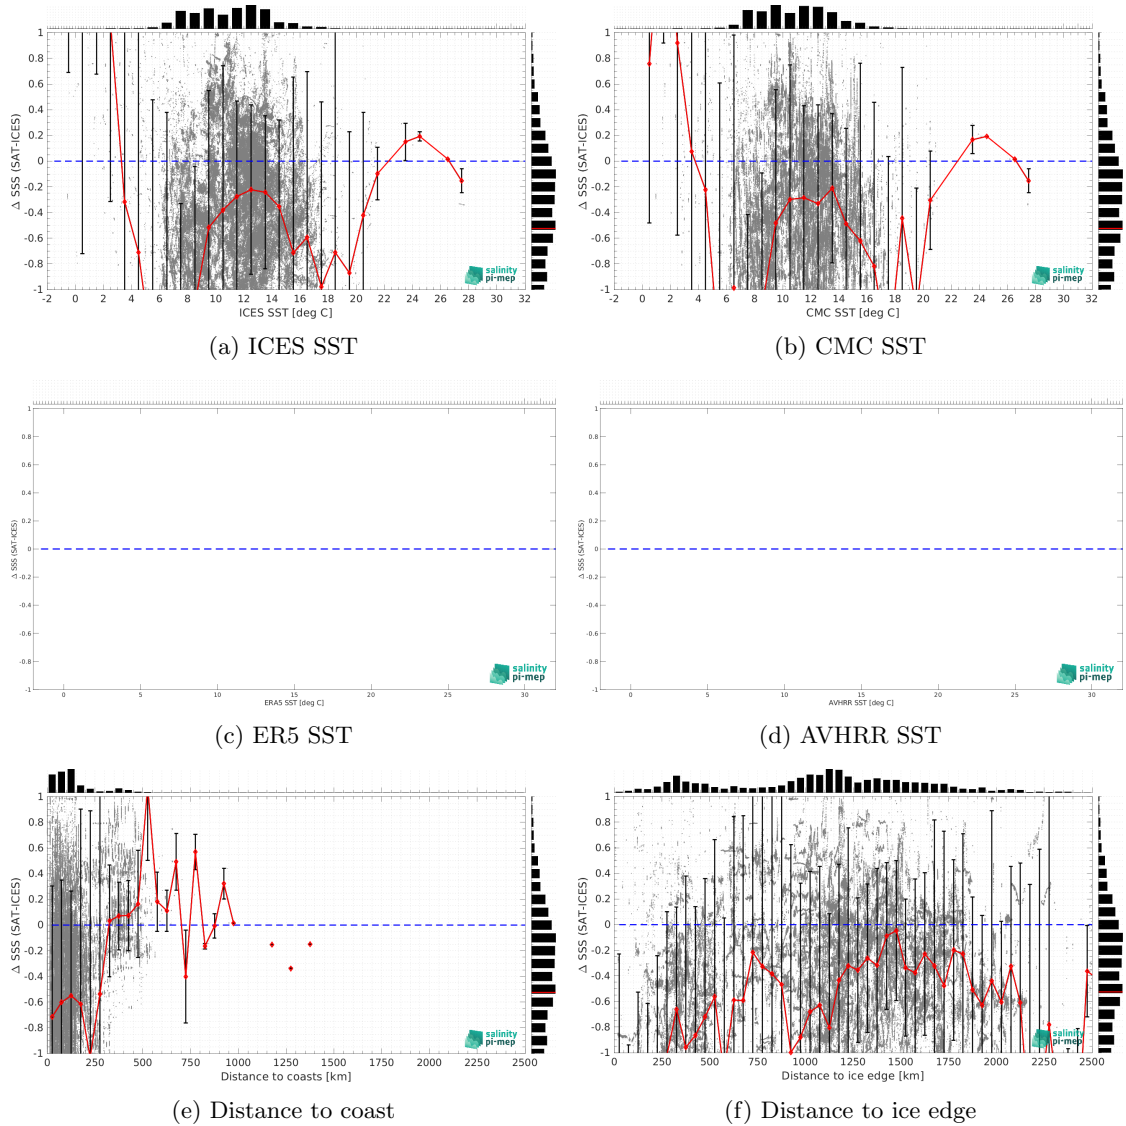 1
0.8
0.6
0.4
0.2
0
-0.2
-0.4
-0.6
-0.8
-1
Δ SSS (SAT-ICES)
-2 0 2 4 6 8 10 12 14 16 18 20 22 24 26 28 30 32
ICES SST [deg C]
salinity
pi-mep
(a) ICES SST
1
0.8
0.6
0.4
0.2
0
-0.2
-0.4
-0.6
-0.8
-1
Δ SSS (SAT-ICES)
-2 0 2 4 6 8 10 12 14 16 18 20 22 24 26 28 30 32
CMC SST [deg C]
salinity
pi-mep
(b) CMC SST
1
0.8
0.6
0.4
0.2
0
-0.2
-0.4
-0.6
-0.8
-1
Δ SSS (SAT-ICES)
0 5 10 15 20 25 30
ERA5 SST [deg C]
salinity
pi-mep
(c) ER5 SST
1
0.8
0.6
0.4
0.2
0
-0.2
-0.4
-0.6
-0.8
-1
Δ SSS (SAT-ICES)
0 5 10 15 20 25 30
AVHRR SST [deg C]
salinity
pi-mep
(d) AVHRR SST
1
0.8
0.6
0.4
0.2
0
-0.2
-0.4
-0.6
-0.8
-1
Δ SSS (SAT-ICES)
0 250 500 750 1000 1250 1500 1750 2000 2250 2500
Distance to coasts [km]
salinity
pi-mep
(e) Distance to coast
1
0.8
0.6
0.4
0.2
0
-0.2
-0.4
-0.6
-0.8
-1
Δ SSS (SAT-ICES)
0 250 500 750 1000 1250 1500 1750 2000 2250 2500
Distance to ice edge [km]
salinity
pi-mep
(f) Distance to ice edge